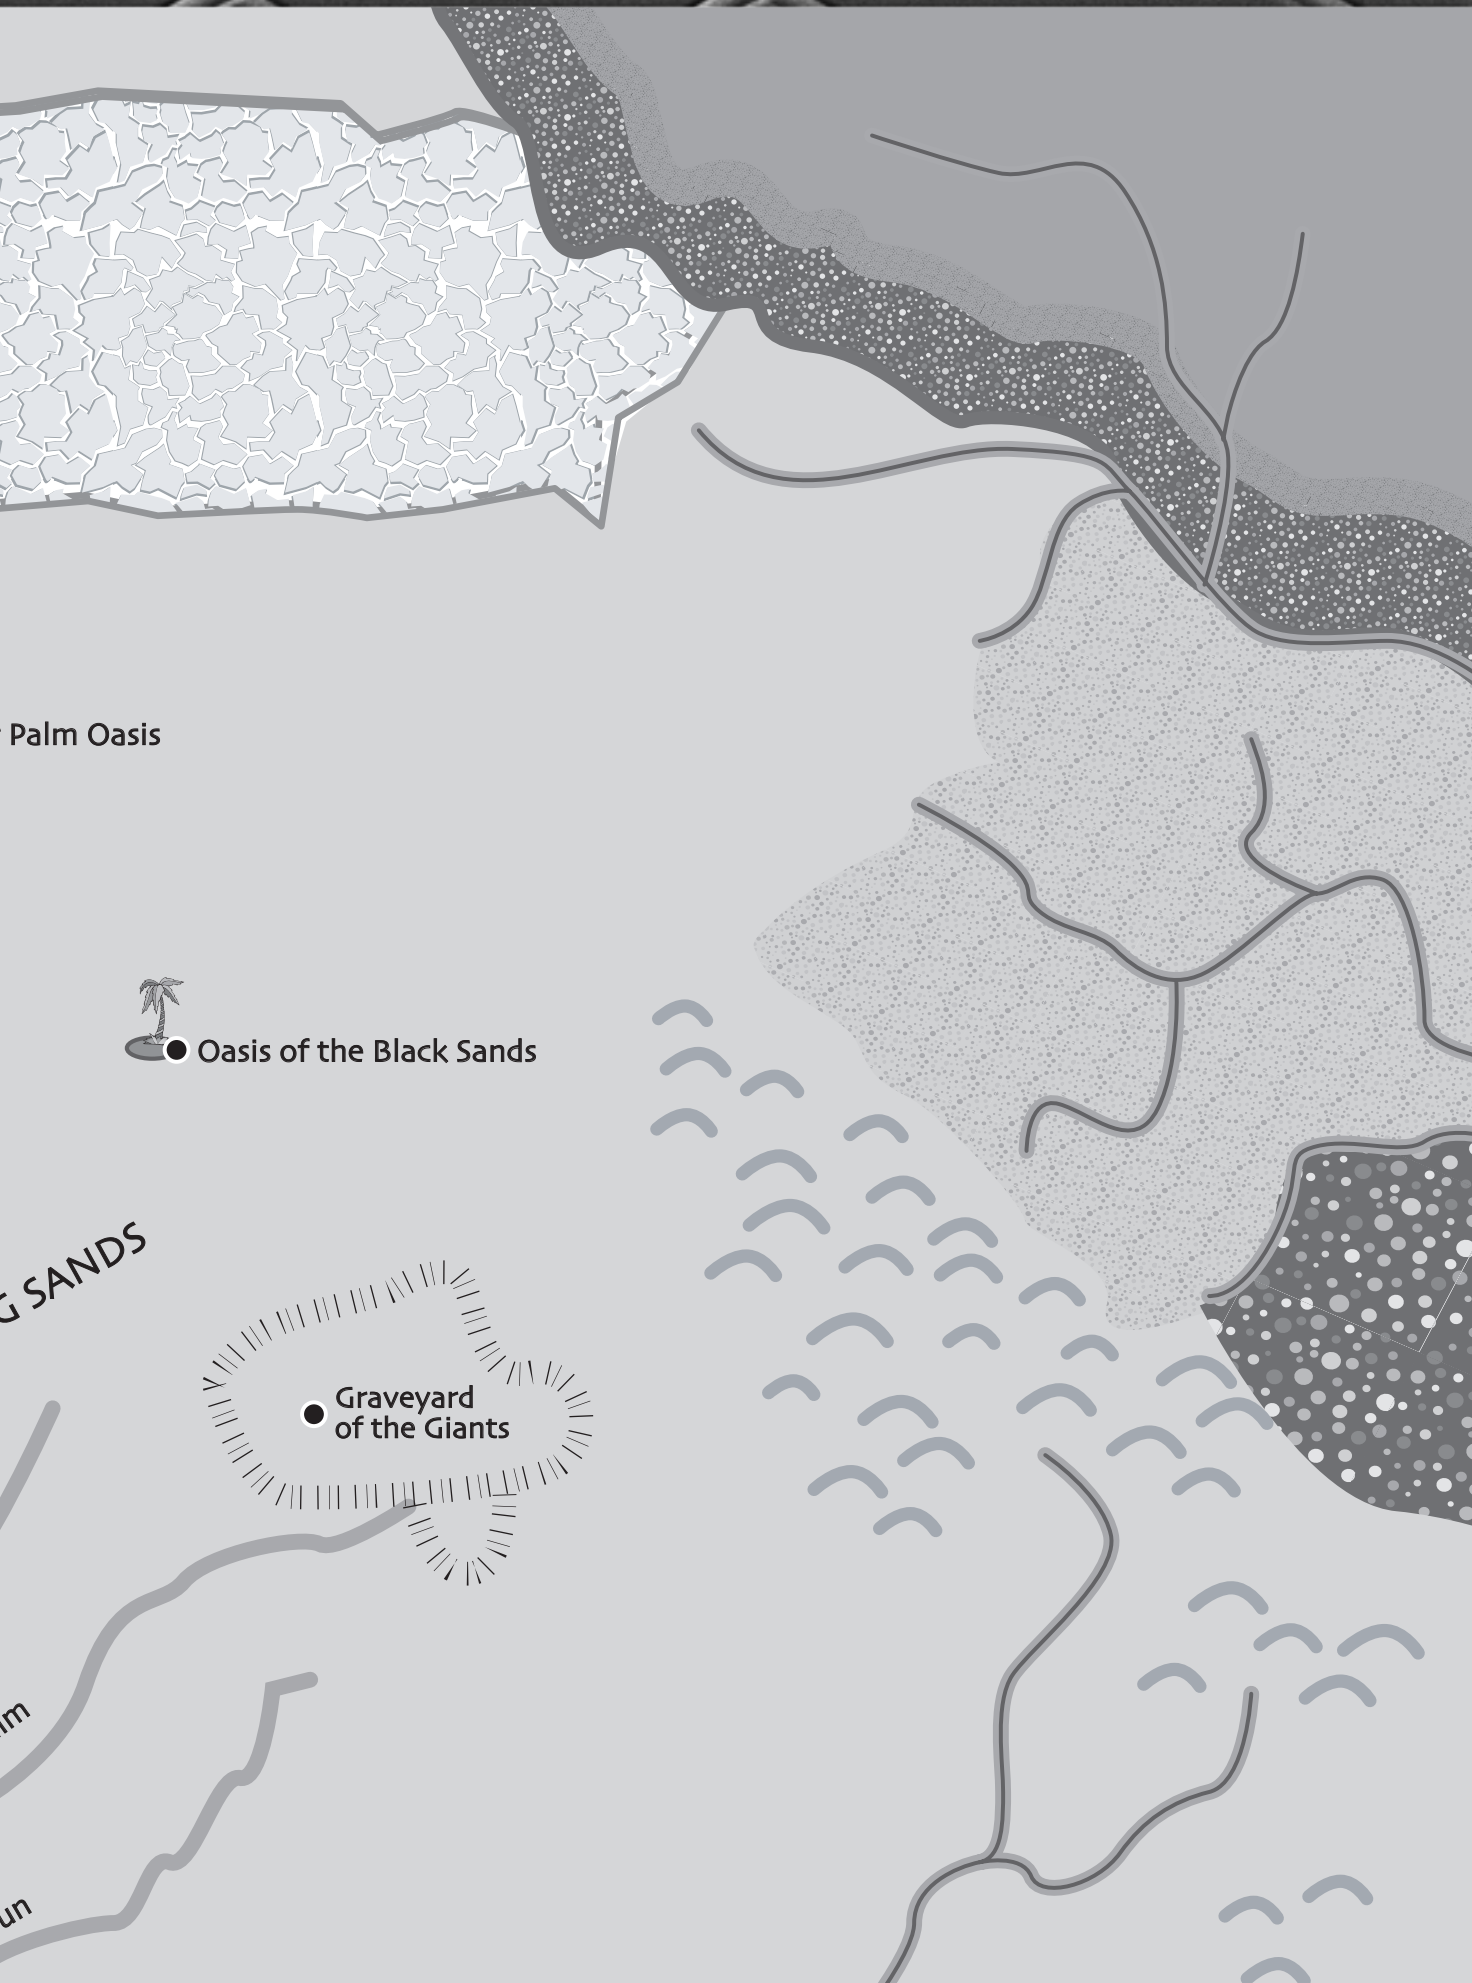 Palm Oasis
Oasis of the Black Sands
SANDS
Graveyard
of the Giants